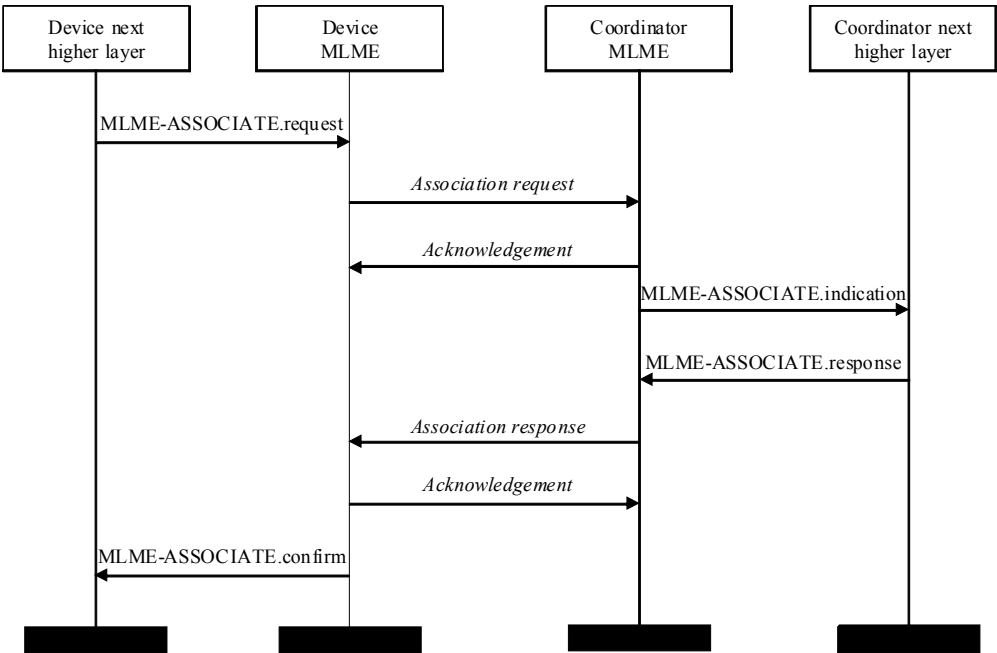 Device next
higher layer
Device
MLME
Coordinator
MLME
Coordinator next
higher layer
MLME-ASSOCIATE.request
Association request
Acknowledgement
MLME-ASSOCIATE.indication
MLME-ASSOCIATE.response
Association response
Acknowledgement
MLME-ASSOCIATE.confirm